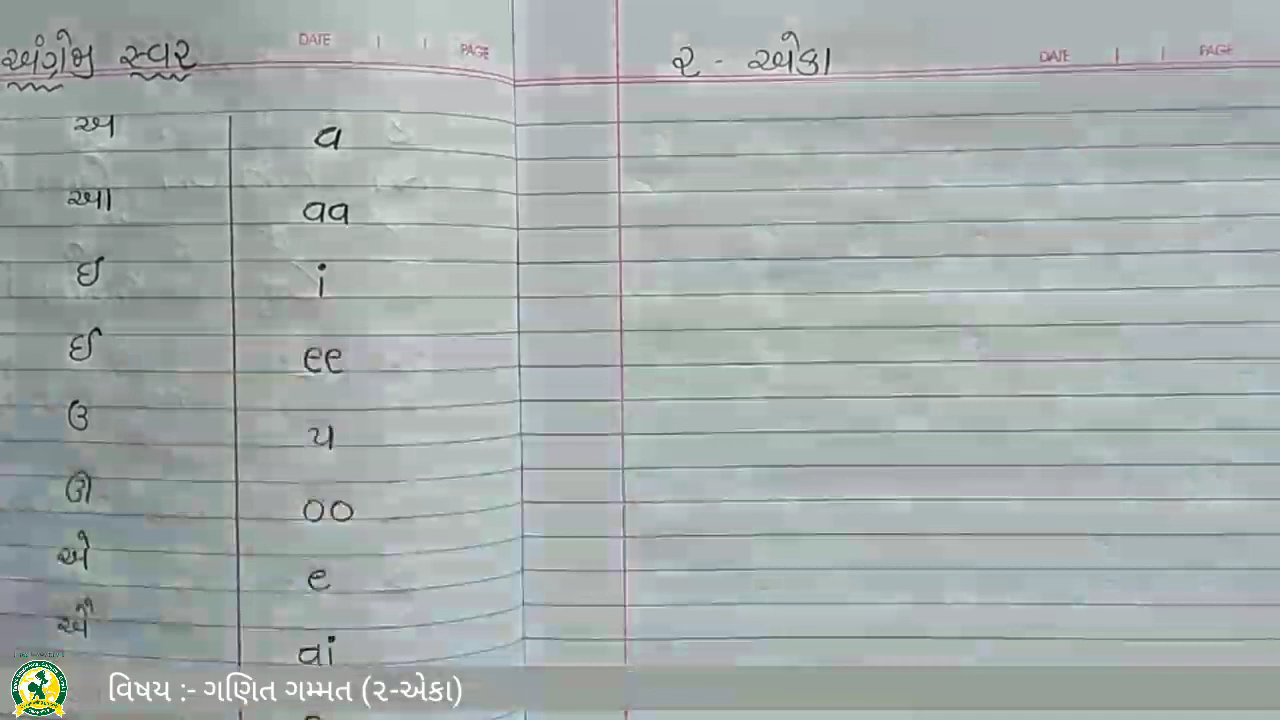 અંગ્રેજી સ્વર
DATE
PAGE
અ a
આ aa
ઇ i
ઈ ee
ઉ u
ઊ oo
એ e
ઐ ai
૨ - એકા
DATE
PAGE
વિષય :- ગણિત ગમ્મત (૨-એકા)